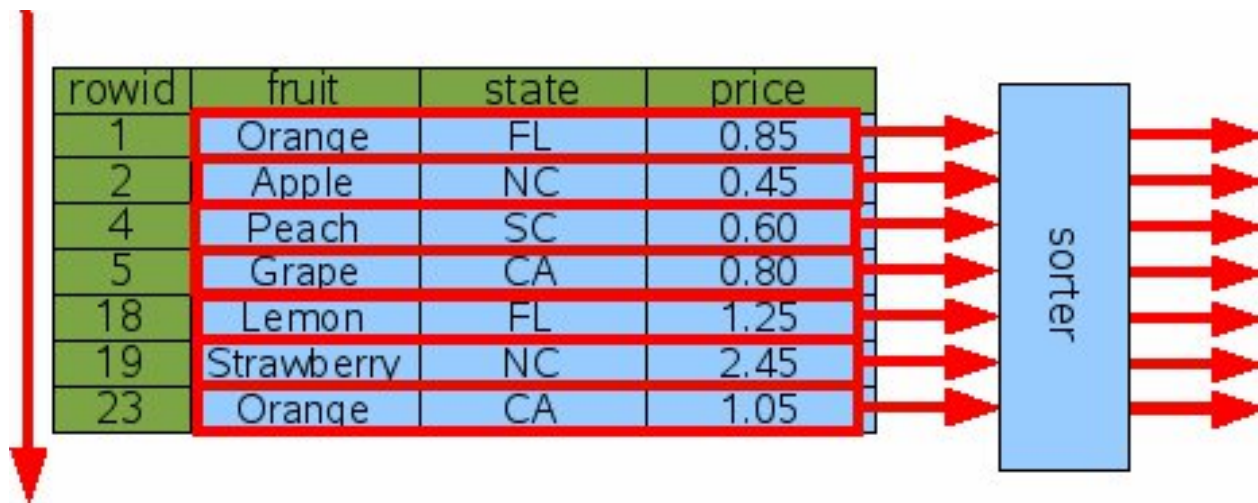 rowid fruit state price
1 Orange FL 0.85
2 Apple NC 0.45
4 Peach SC 0.60
5 Grape CA 0.80
18 Lemon FL 1.25
19 Strawberry NC 2.45
23 Orange CA 1.05
sorter